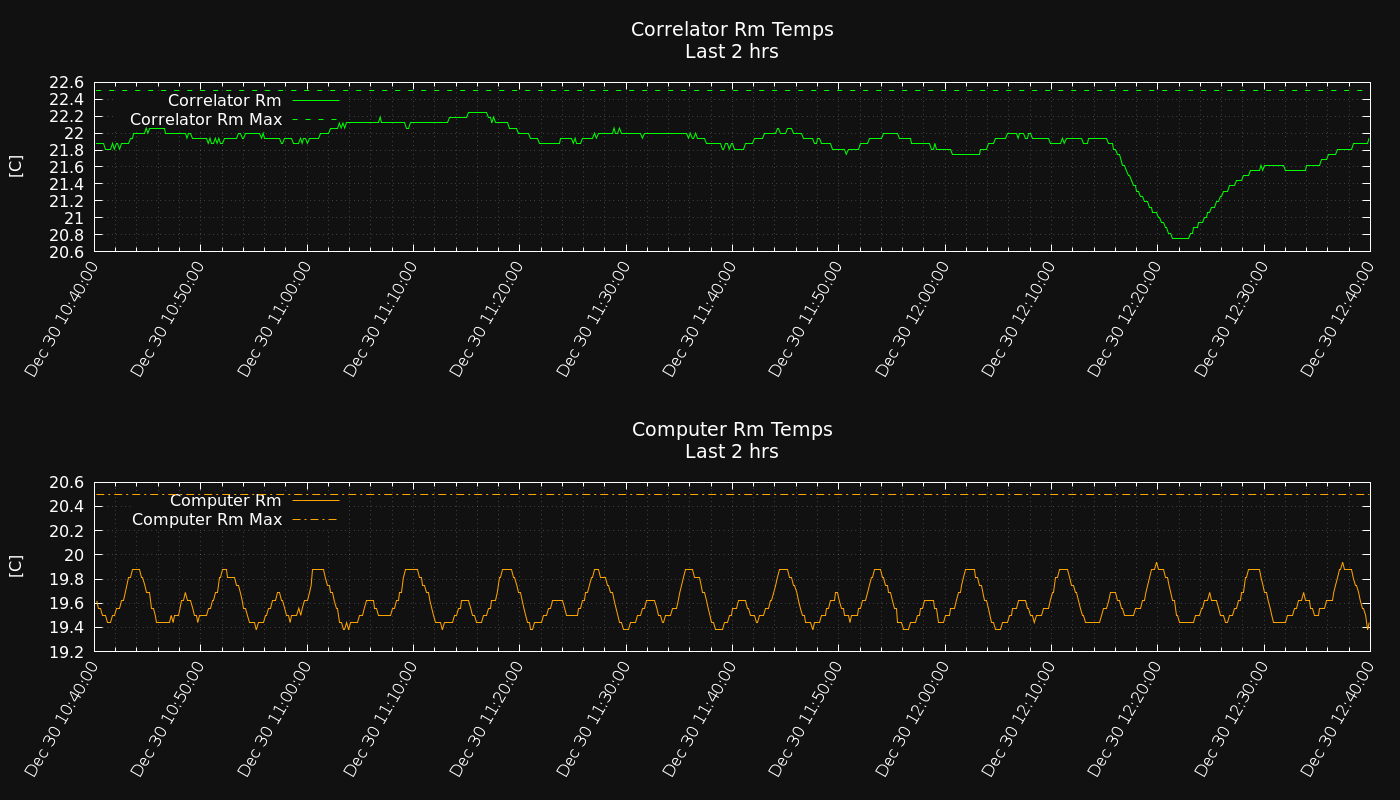 Correlator Rm Temps
Last 2 hrs
22.6
22.4
22.2
22
21.8
21.6
21.4
21.2
21
20.8
20.6
[C]
Correlator Rm
Correlator Rm Max
Dec 30 10:40:00
Dec 30 10:50:00
Dec 30 11:00:00
Dec 30 11:10:00
Dec 30 11:20:00
Dec 30 11:30:00
Dec 30 11:40:00
Dec 30 11:50:00
Dec 30 12:00:00
Dec 30 12:10:00
Dec 30 12:20:00
Dec 30 12:30:00
Dec 30 12:40:00
Computer Rm Temps
Last 2 hrs
20.6
20.4
20.2
20
19.8
19.6
19.4
19.2
[C]
Computer Rm
Computer Rm Max
Dec 30 10:40:00
Dec 30 10:50:00
Dec 30 11:00:00
Dec 30 11:10:00
Dec 30 11:20:00
Dec 30 11:30:00
Dec 30 11:40:00
Dec 30 11:50:00
Dec 30 12:00:00
Dec 30 12:10:00
Dec 30 12:20:00
Dec 30 12:30:00
Dec 30 12:40:00